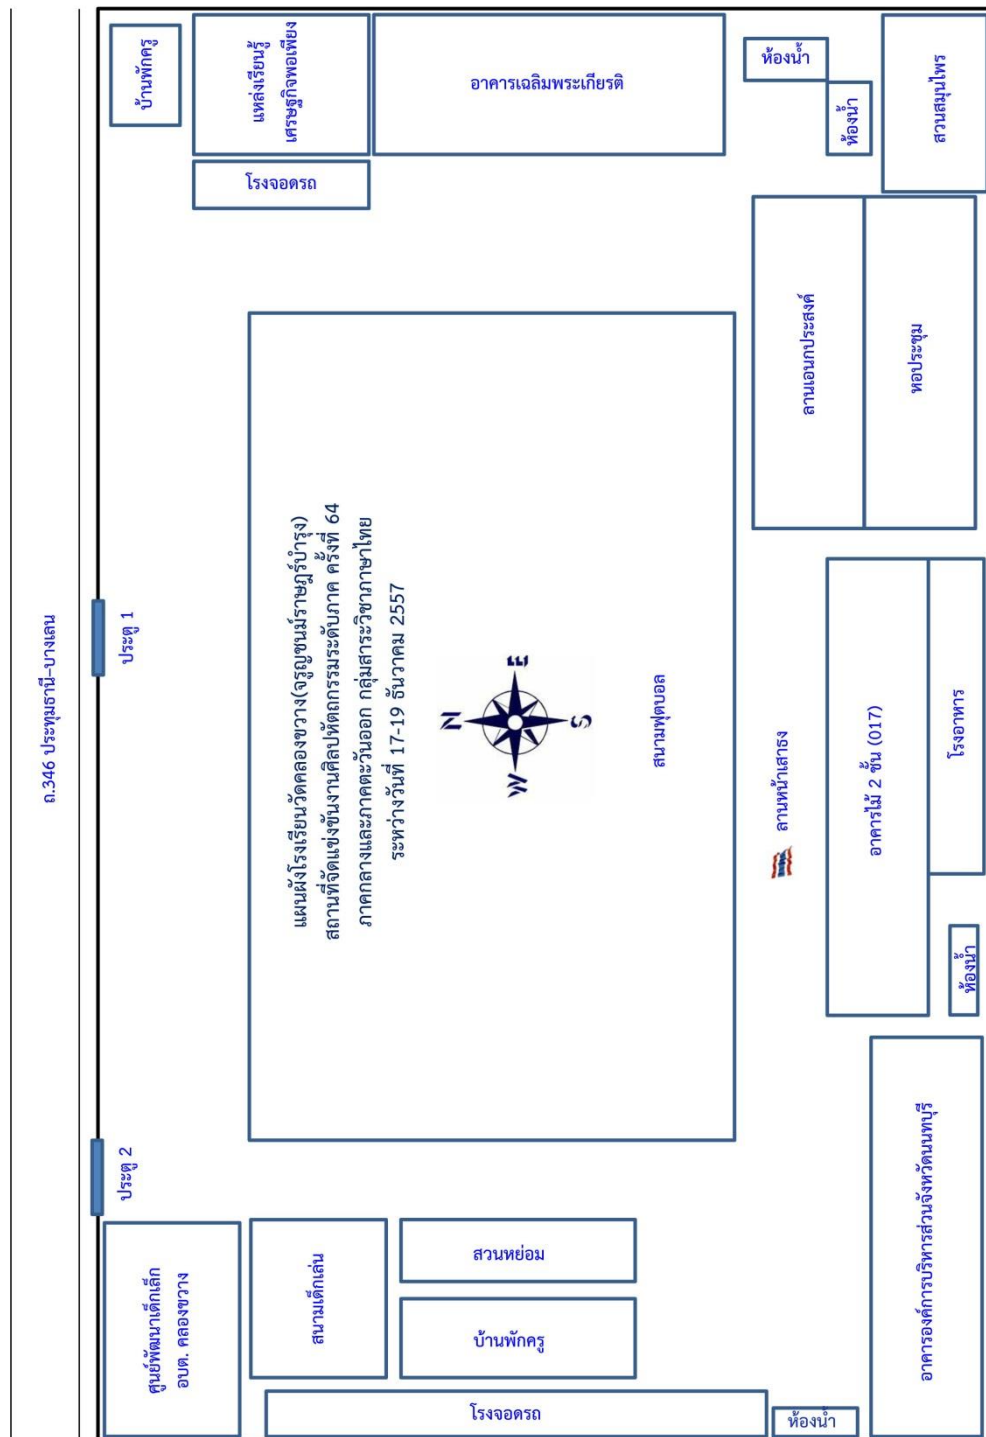 ถ.346 ประทุมธานี–บางเลน
ประตู 1
ประตู 2
บ้านพักครู
แหล่งเรียนรู้
เศรษฐกิจพอเพียง
อาคารเฉลิมพระเกียรติ
ห้องน้ำ
ห้องน้ำ
สวนสมุนไพร
โรงจอดรถ
ลานเอนกประสงค์
หอประชุม
แผนผังโรงเรียนวัดคลองขวาง(จรูญชนม์ราษฎร์บำรุง)
สถานที่จัดแข่งขันงานศิลปหัตถกรรมระดับภาค ครั้งที่ 64
ภาคกลางและภาคตะวันออก กลุ่มสาระวิชาภาษาไทย
ระหว่างวันที่ 17-19 ธันวาคม 2557
N
E
W
S
สนามฟุตบอล
ลานหน้าเสาธง
อาคารไม้ 2 ชั้น (017)
โรงอาหาร
ห้องน้ำ
ศูนย์พัฒนาเด็กเล็ก
อบต. คลองขวาง
สนามเด็กเล่น
สวนหย่อม
บ้านพักครู
โรงจอดรถ
ห้องน้ำ
อาคารองค์การบริหารส่วนจังหวัดนนทบุรี